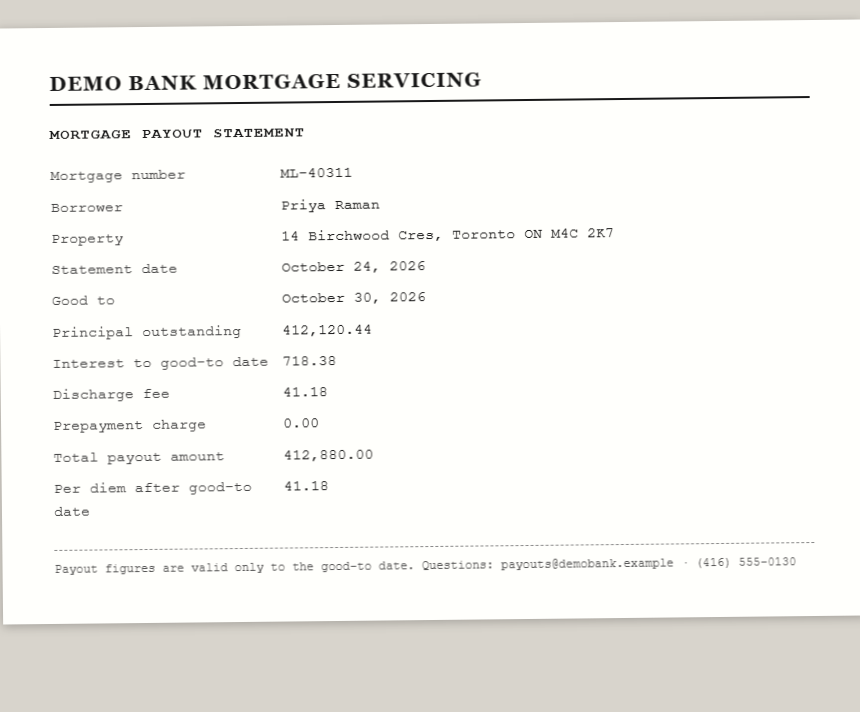 DEMO BANK MORTGAGE SERVICING
MORTGAGE PAYOUT STATEMENT
Mortgage number ML-40311
Borrower Priya Raman
Property 14 Birchwood Cres, Toronto ON M4C 2K7
Statement date October 24, 2026
Good to October 30, 2026
Principal outstanding 412,120.44
Interest to good-to date 718.38
Discharge fee 41.18
Prepayment charge 0.00
Total payout amount 412,880.00
Per diem after good-to 41.18
date
Payout figures are valid only to the good-to date. Questions: payouts@demobank.example · (416) 555-0130